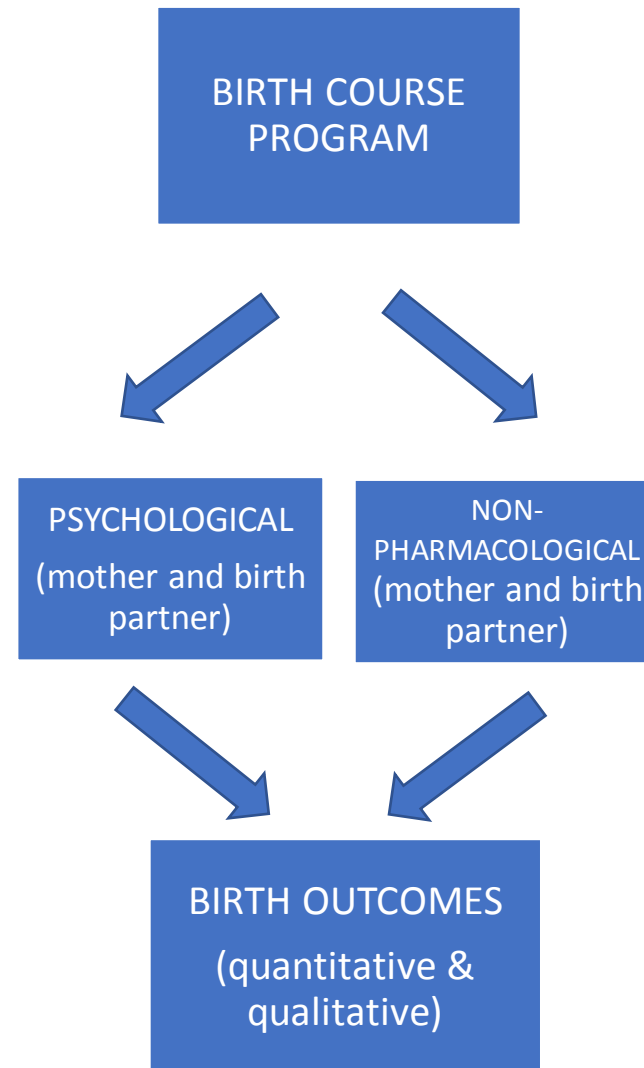 BIRTH COURSE
PROGRAM
PSYCHOLOGICAL
(mother and birth
partner)
NON-
PHARMACOLOGICAL
(mother and birth
partner)
BIRTH OUTCOMES
(quantitative &
qualitative)